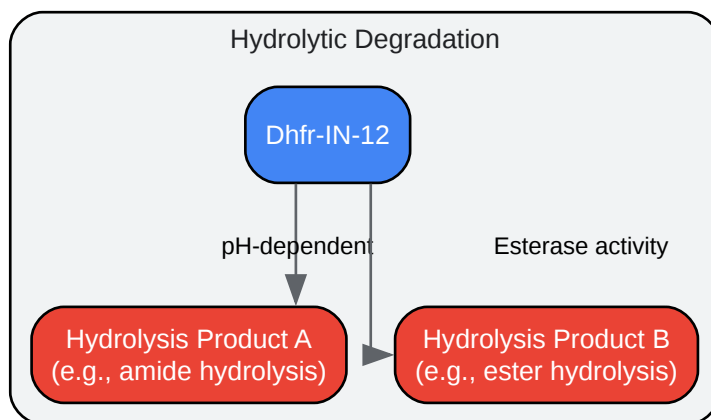 Hydrolytic Degradation
Dhfr-IN-12
pH-dependent
Esterase activity
Hydrolysis Product A
(e.g., amide hydrolysis)
Hydrolysis Product B
(e.g., ester hydrolysis)